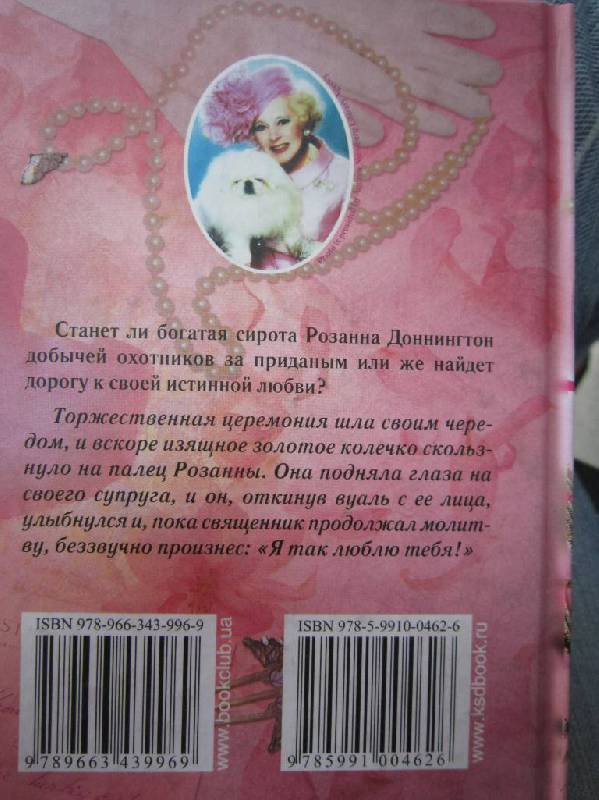 Станет ли богатая сирота Розанна Доннингтон
добычей охотников за приданым или же найдет
дорогу к своей истинной любви?
Торжественная церемония шла своим чере-
дом, и вскоре изящное золотое колечко скольз-
нуло на палец Розанны. Она подняла глаза на
своего супруга, и он, откинув вуаль с ее лица,
улыбнулся и, пока священник продолжал молит-
ву, беззвучно произнес: «Я так люблю тебя!»
ISBN 978-966-343-996-9
9 789663 439969
www.bookclub.ua
ISBN 978-5-9910-0462-6
9 785991 004626
www.ksdbook.ru